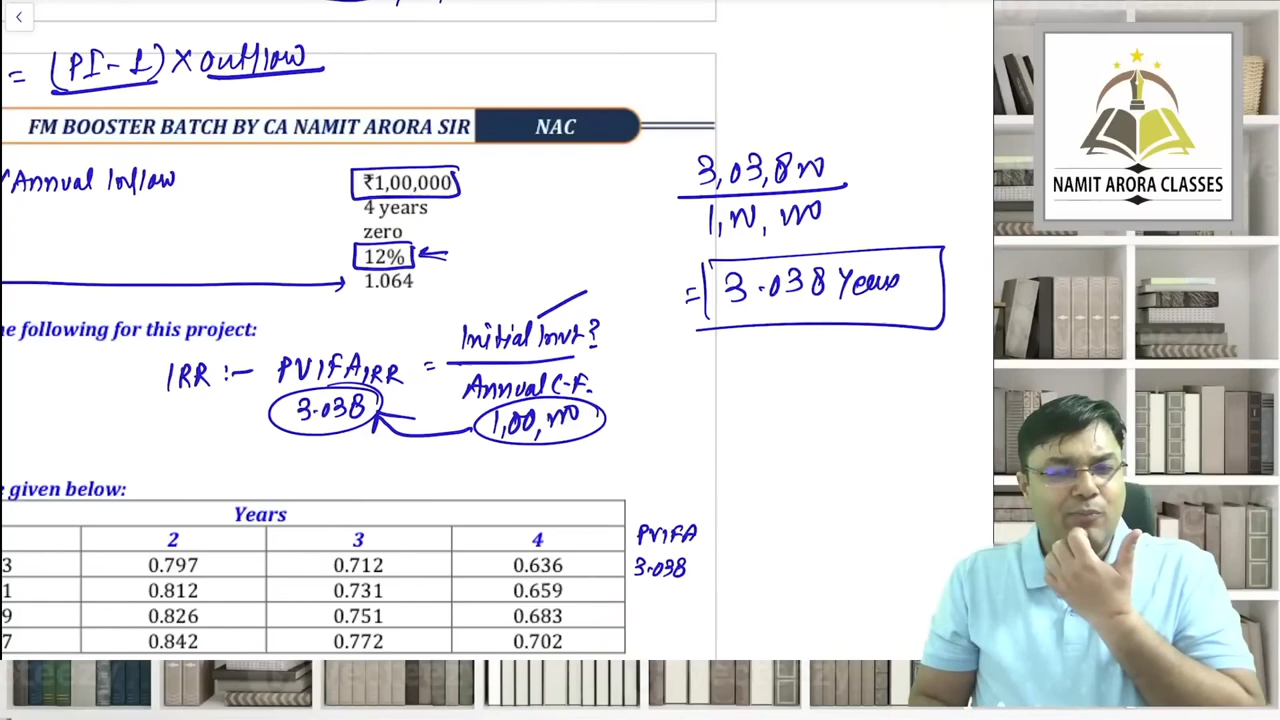 = (PI - 1) × outflow
FM BOOSTER BATCH BY CA NAMIT ARORA SIR NAC
Annual Inflow ₹1,00,000
4 years
zero
12%
1.064
3,03,800
1,00,000
= 3.038 Years
he following for this project:
IRR :- PVIFA IRR = Initial Invt?
Annual C.F.
3.038 1,00,000
e given below:
Years
2 3 4 PVIFA
3 0.797 0.712 0.636 3.038
1 0.812 0.731 0.659
9 0.826 0.751 0.683
7 0.842 0.772 0.702
NAMIT ARORA CLASSES